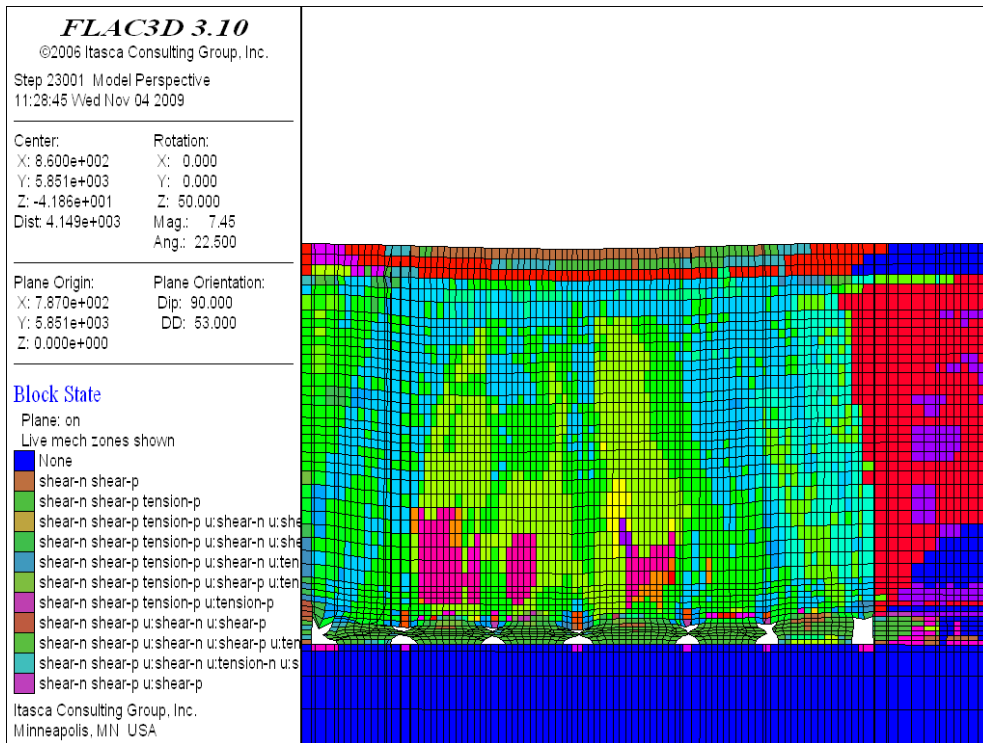 FLAC3D 3.10
©2006 Itasca Consulting Group, Inc.
Step 23001 Model Perspective
11:28:45 Wed Nov 04 2009
Center: Rotation:
X: 8.600e+002 X: 0.000
Y: 5.851e+003 Y: 0.000
Z: -4.186e+001 Z: 50.000
Dist: 4.149e+003 Mag.: 7.45
Ang.: 22.500
Plane Origin: Plane Orientation:
X: 7.870e+002 Dip: 90.000
Y: 5.851e+003 DD: 53.000
Z: 0.000e+000
Block State
Plane: on
Live mech zones shown
None
shear-n shear-p
shear-n shear-p tension-p
shear-n shear-p tension-p u:shear-n u:she
shear-n shear-p tension-p u:shear-n u:she
shear-n shear-p tension-p u:shear-n u:ten
shear-n shear-p tension-p u:shear-p u:ten
shear-n shear-p tension-p u:tension-p
shear-n shear-p u:shear-n u:shear-p
shear-n shear-p u:shear-n u:shear-p u:ten
shear-n shear-p u:shear-n u:tension-n u:s
shear-n shear-p u:shear-p
Itasca Consulting Group, Inc.
Minneapolis, MN USA